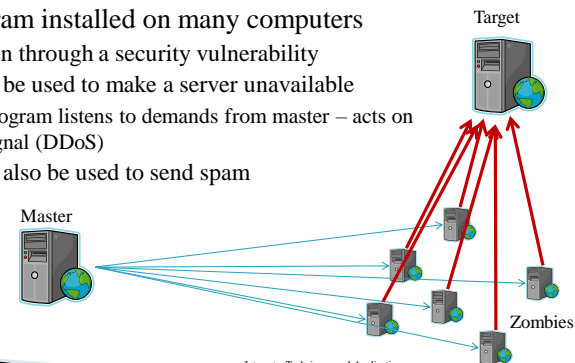 ram installed on many computers
n through a security vulnerability
be used to make a server unavailable
ogram listens to demands from master – acts on
gnal (DDoS)
also be used to send spam
Target
Master
Zombies